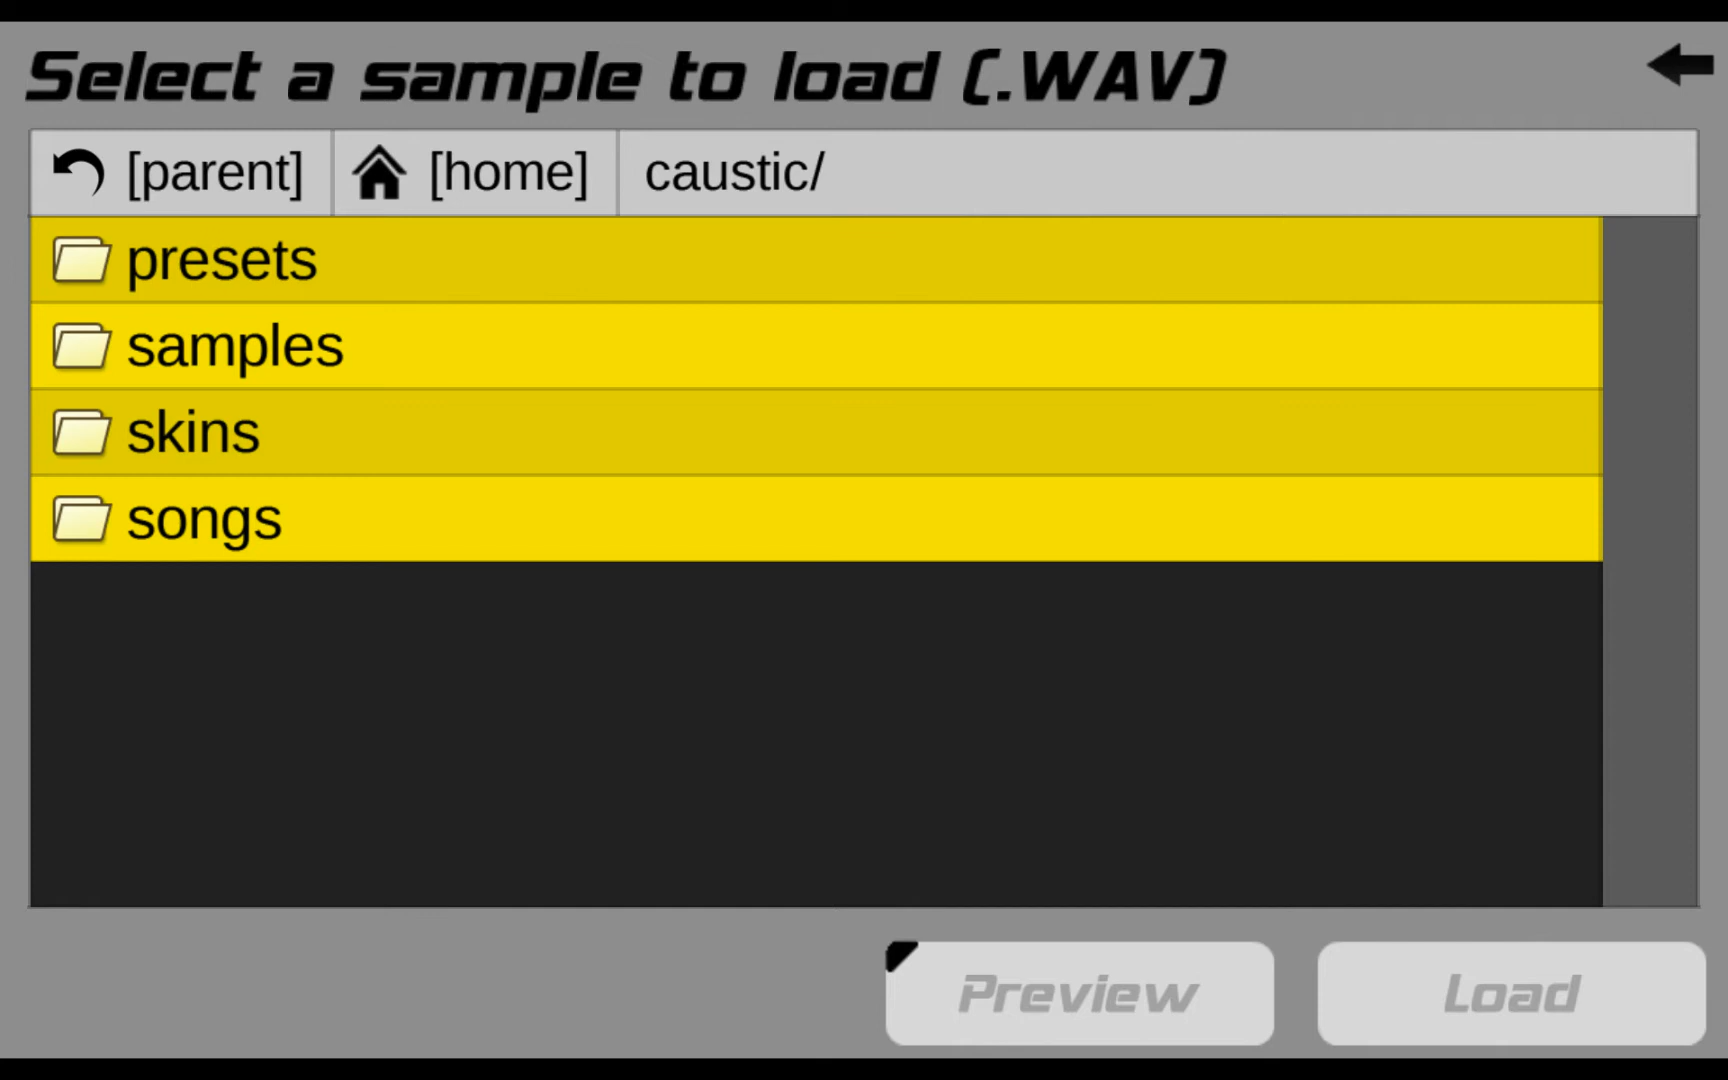 Select a sample to load (.WAV)
[parent] [home] caustic/
presets
samples
skins
songs
Preview Load